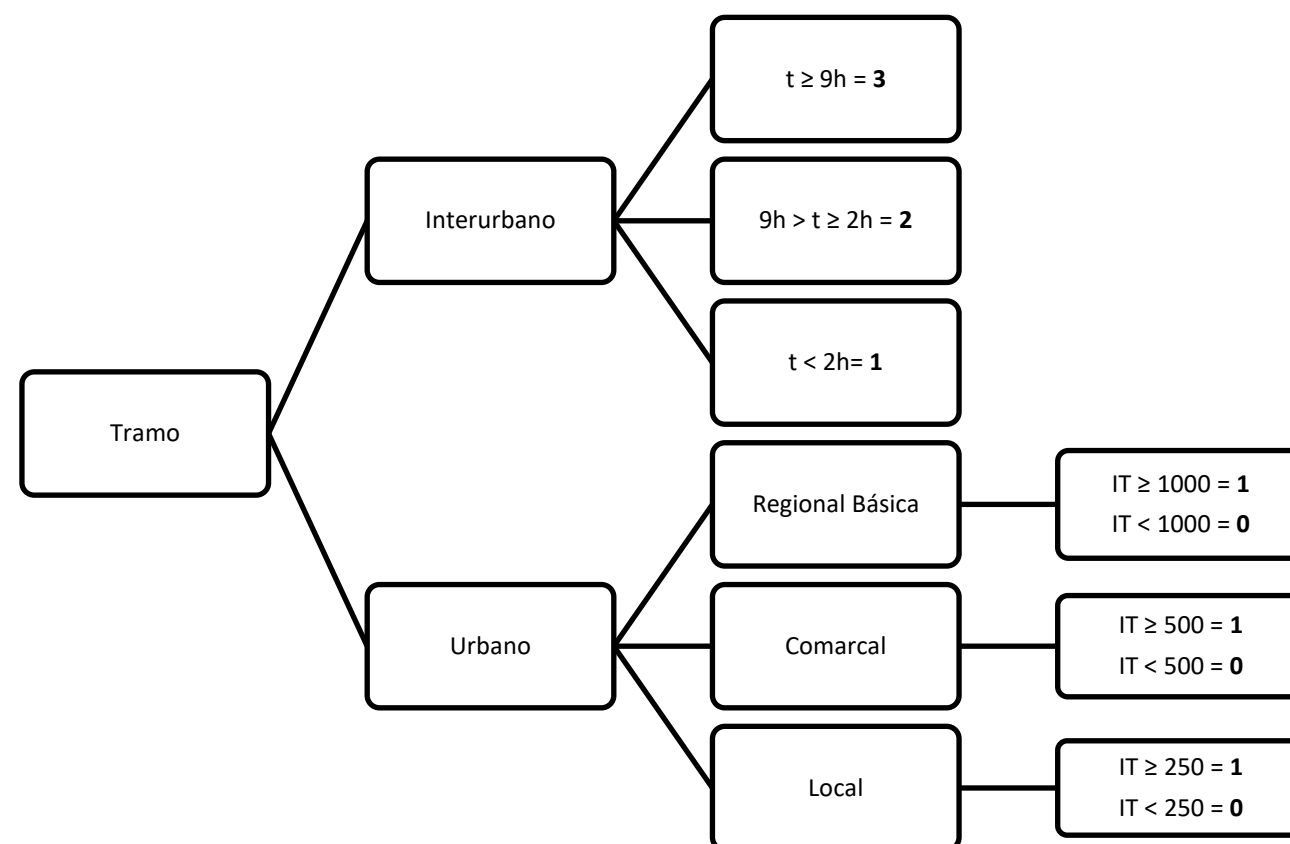 t ≥ 9h = 3
Interurbano
9h > t ≥ 2h = 2
t < 2h= 1
Tramo
Regional Básica
IT ≥ 1000 = 1
IT < 1000 = 0
Urbano
Comarcal
IT ≥ 500 = 1
IT < 500 = 0
Local
IT ≥ 250 = 1
IT < 250 = 0